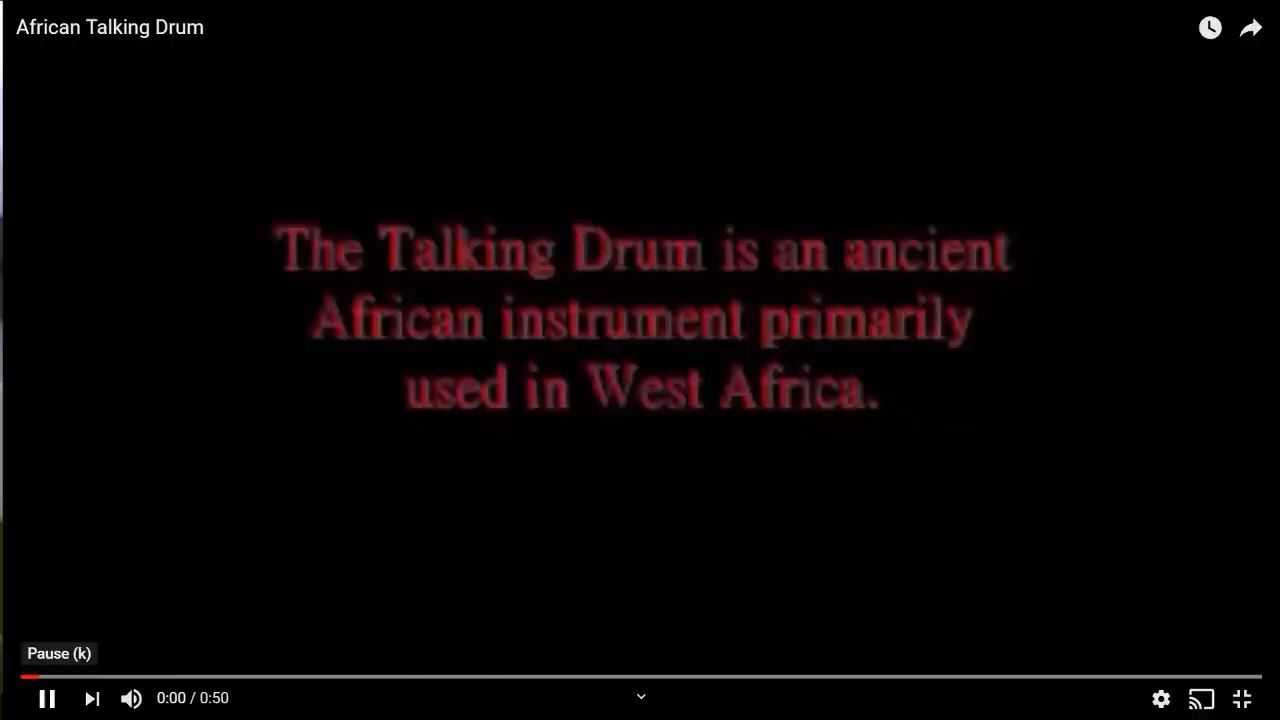 African Talking Drum
The Talking Drum is an ancient
African instrument primarily
used in West Africa.
Pause (k)
0:00 / 0:50